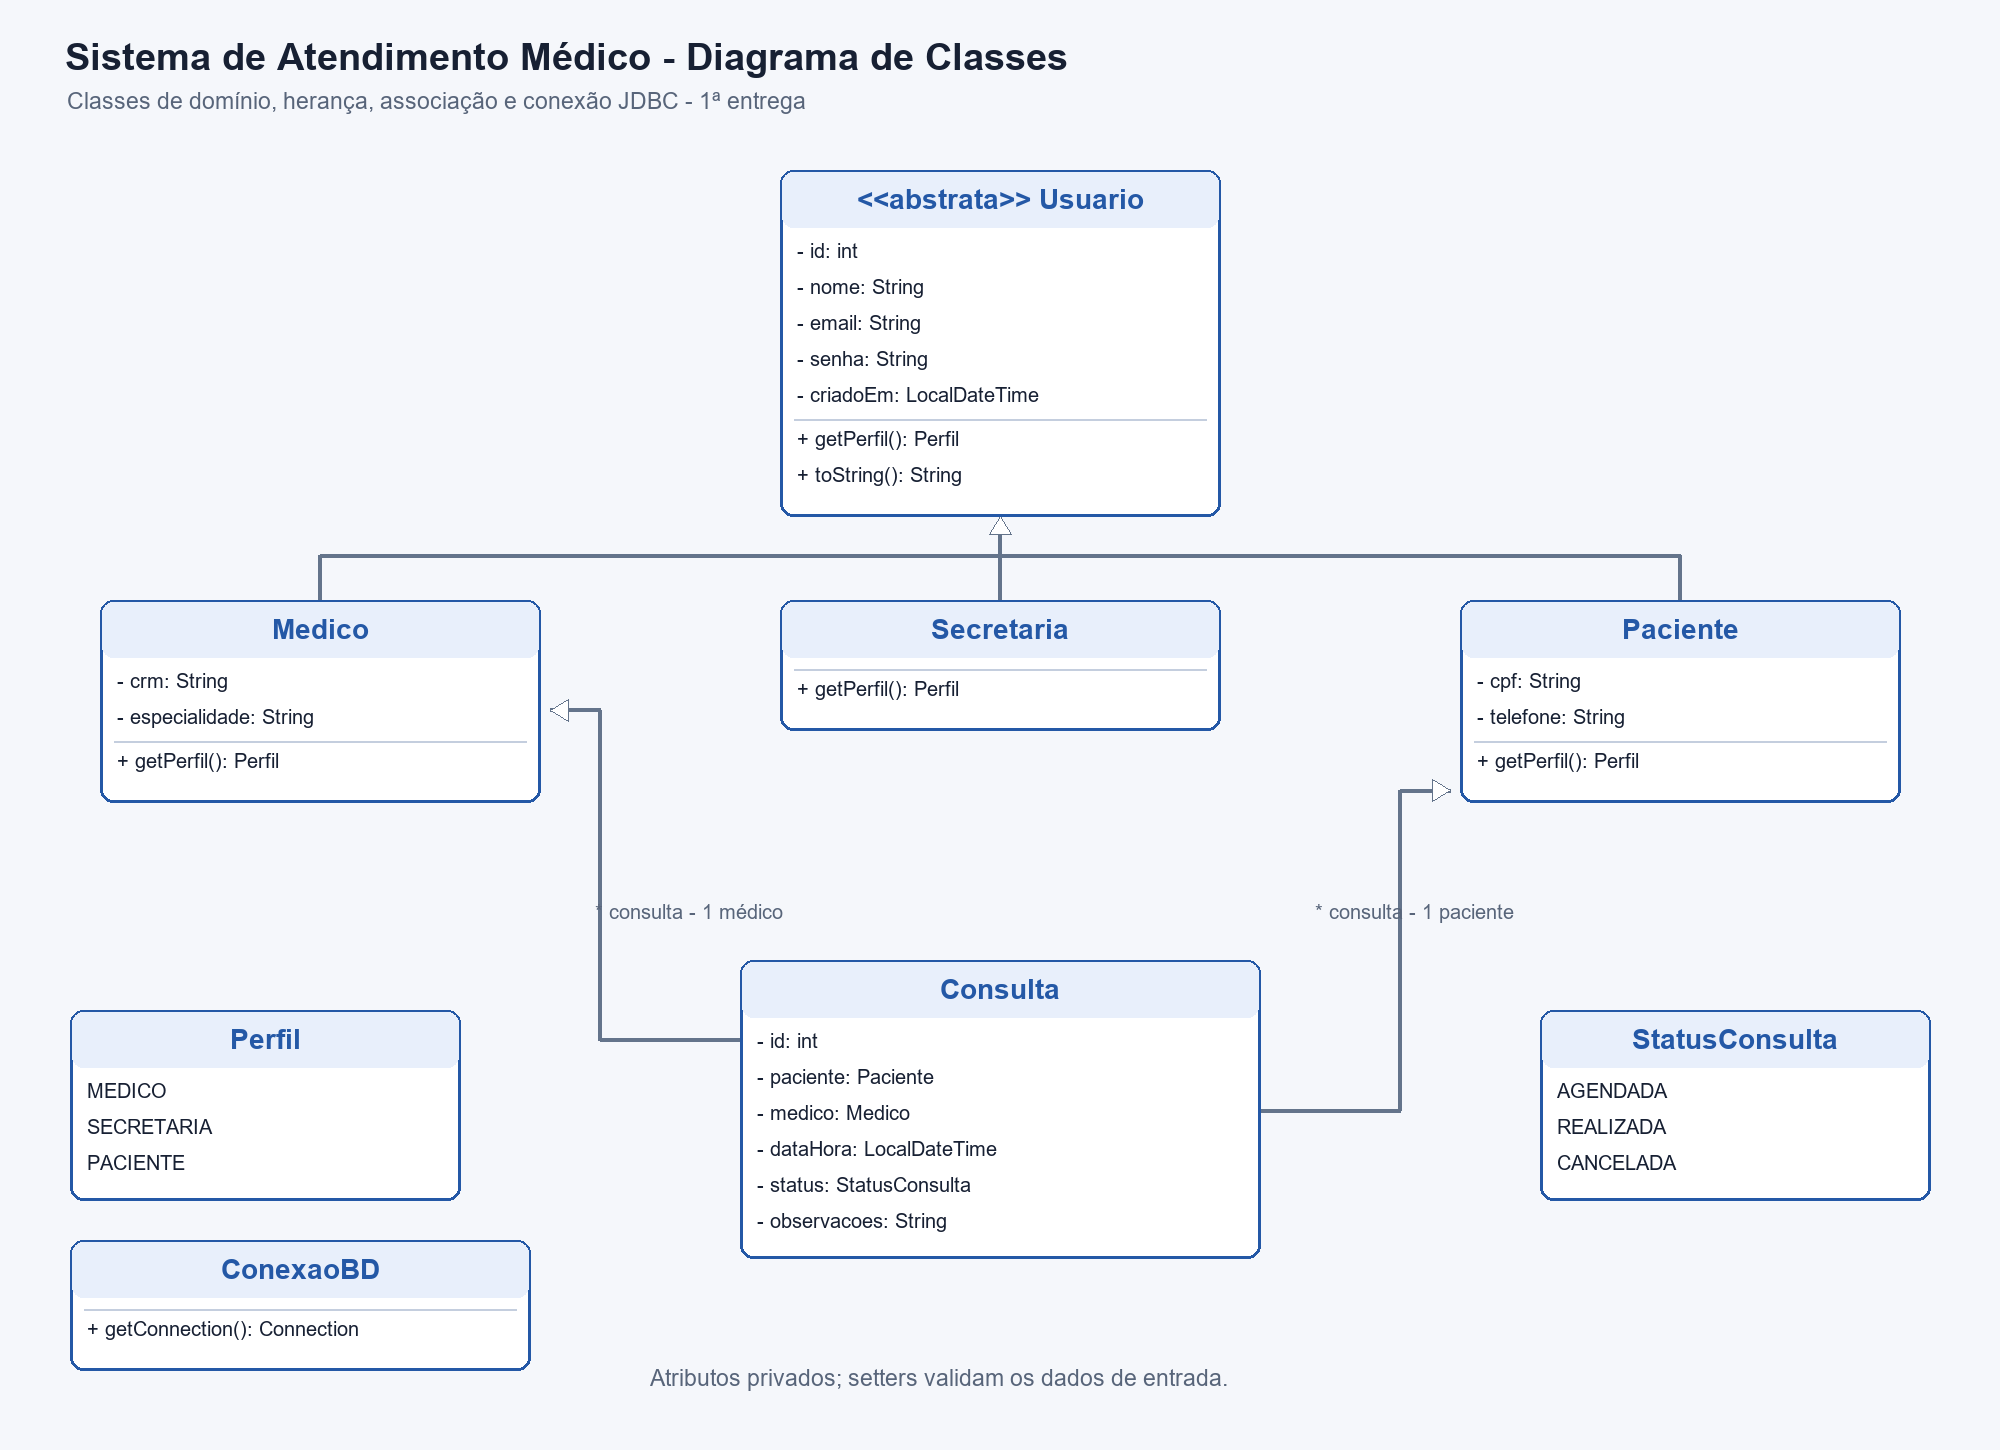 Sistema de Atendimento Médico - Diagrama de Classes
Classes de domínio, herança, associação e conexão JDBC - 1ª entrega
<<abstrata>> Usuario
- id: int
- nome: String
- email: String
- senha: String
- criadoEm: LocalDateTime
+ getPerfil(): Perfil
+ toString(): String
Medico
- crm: String
- especialidade: String
+ getPerfil(): Perfil
Secretaria
+ getPerfil(): Perfil
Paciente
- cpf: String
- telefone: String
+ getPerfil(): Perfil
* consulta - 1 médico
* consulta - 1 paciente
Consulta
- id: int
- paciente: Paciente
- medico: Medico
- dataHora: LocalDateTime
- status: StatusConsulta
- observacoes: String
Perfil
MEDICO
SECRETARIA
PACIENTE
StatusConsulta
AGENDADA
REALIZADA
CANCELADA
ConexaoBD
+ getConnection(): Connection
Atributos privados; setters validam os dados de entrada.